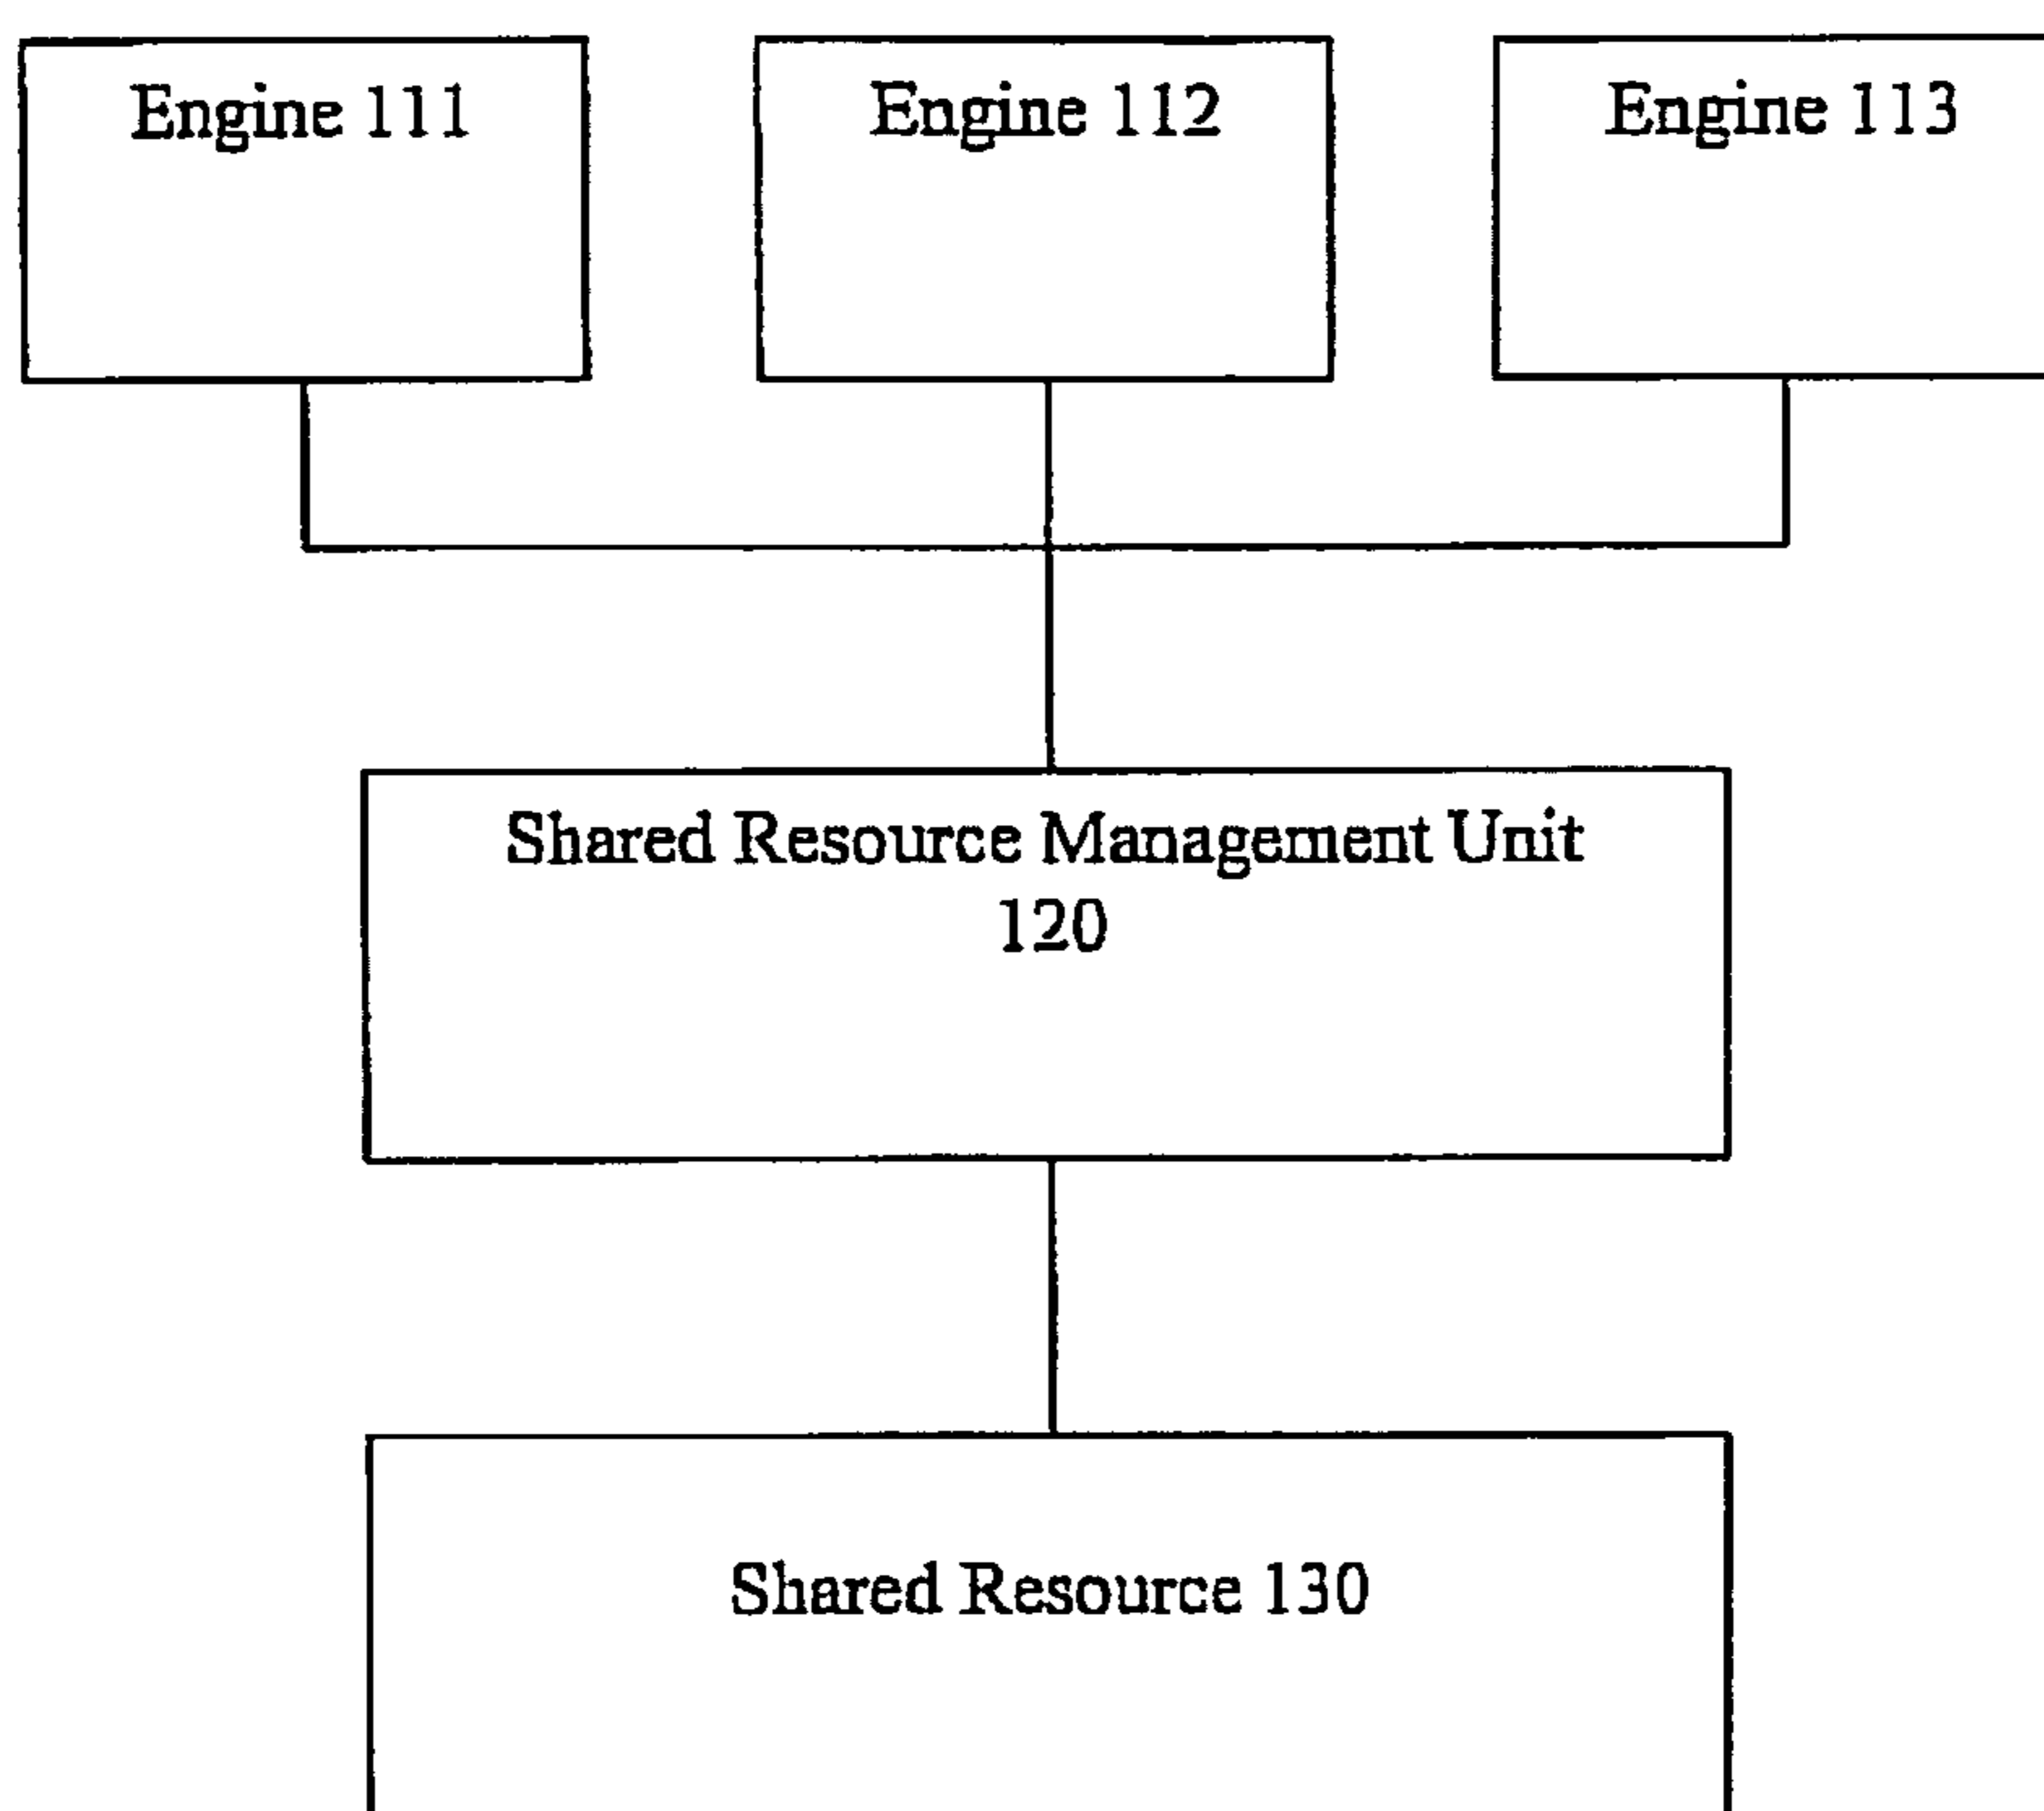 Engine 111
Engine 112
Engine 113
Shared Resource Management Unit
120
Shared Resource 130